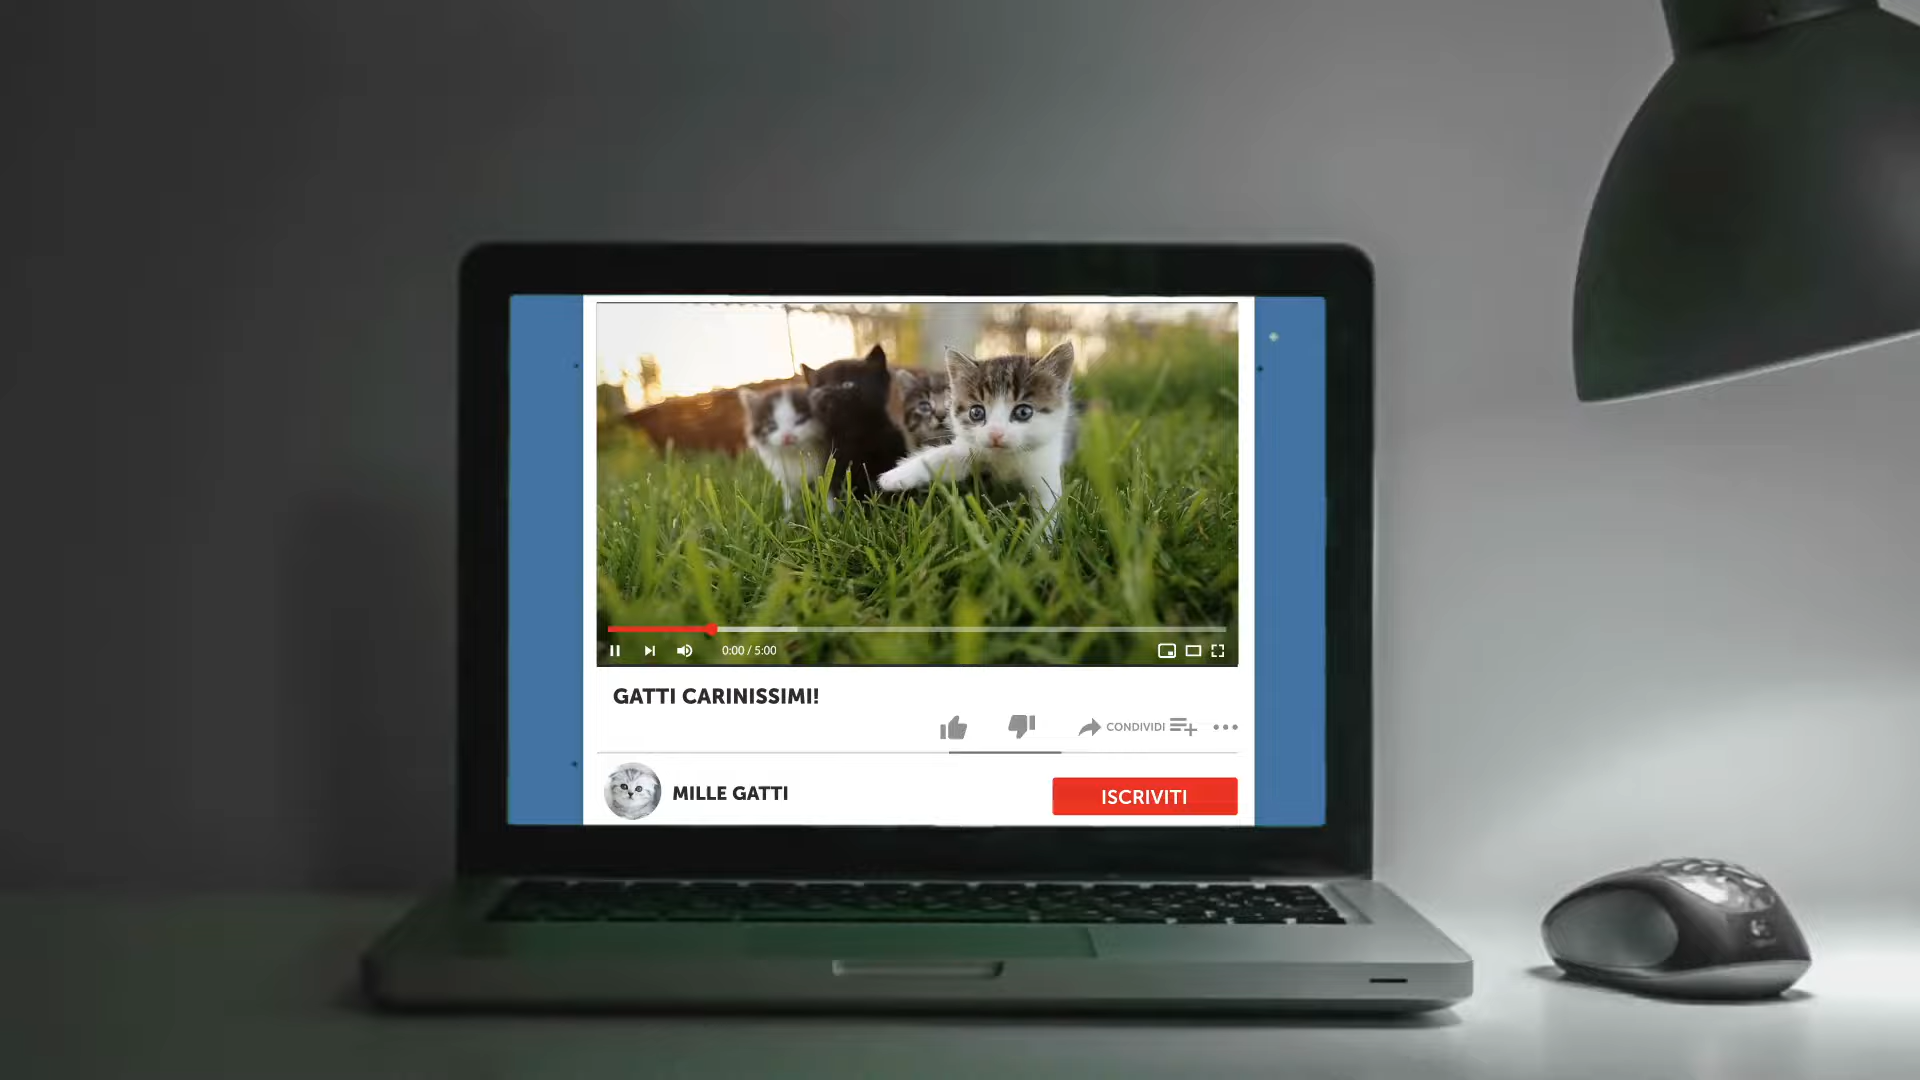 0:00 / 5:00
GATTI CARINISSIMI!
CONDIVIDI
MILLE GATTI
ISCRIVITI